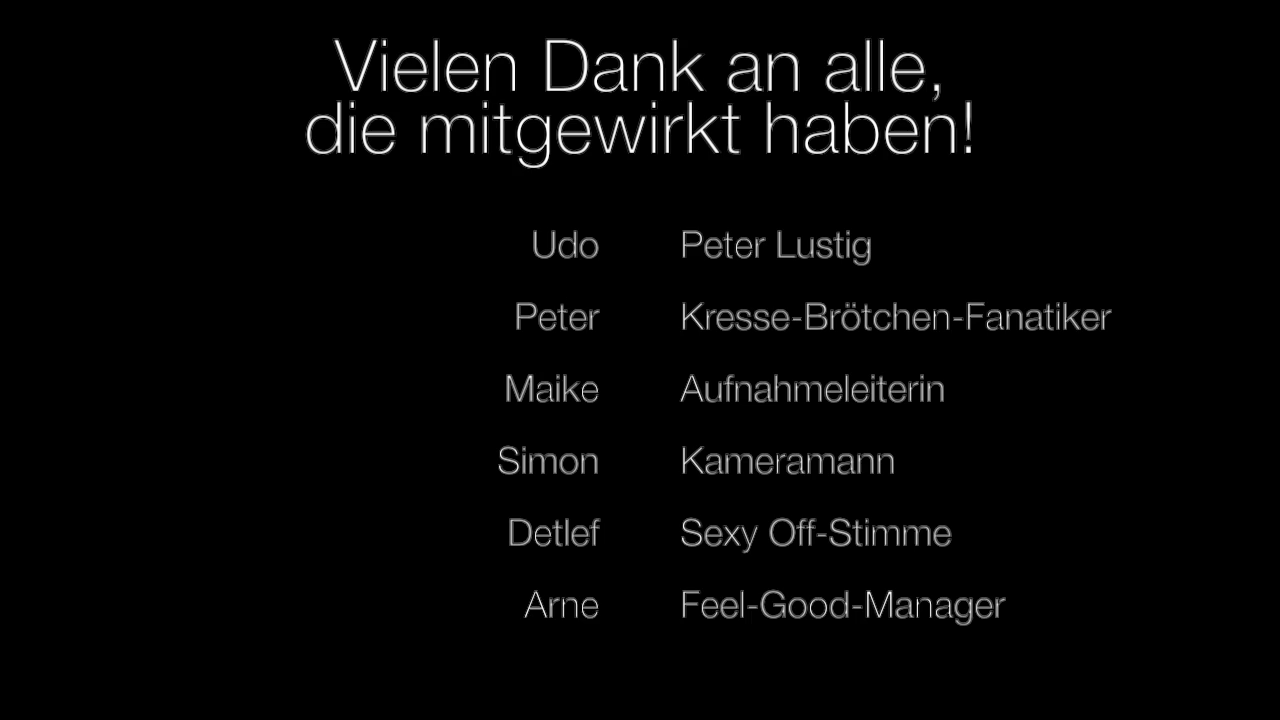 Vielen Dank an alle,
die mitgewirkt haben!
Udo Peter Lustig
Peter Kresse-Brötchen-Fanatiker
Maike Aufnahmeleiterin
Simon Kameramann
Detlef Sexy Off-Stimme
Arne Feel-Good-Manager